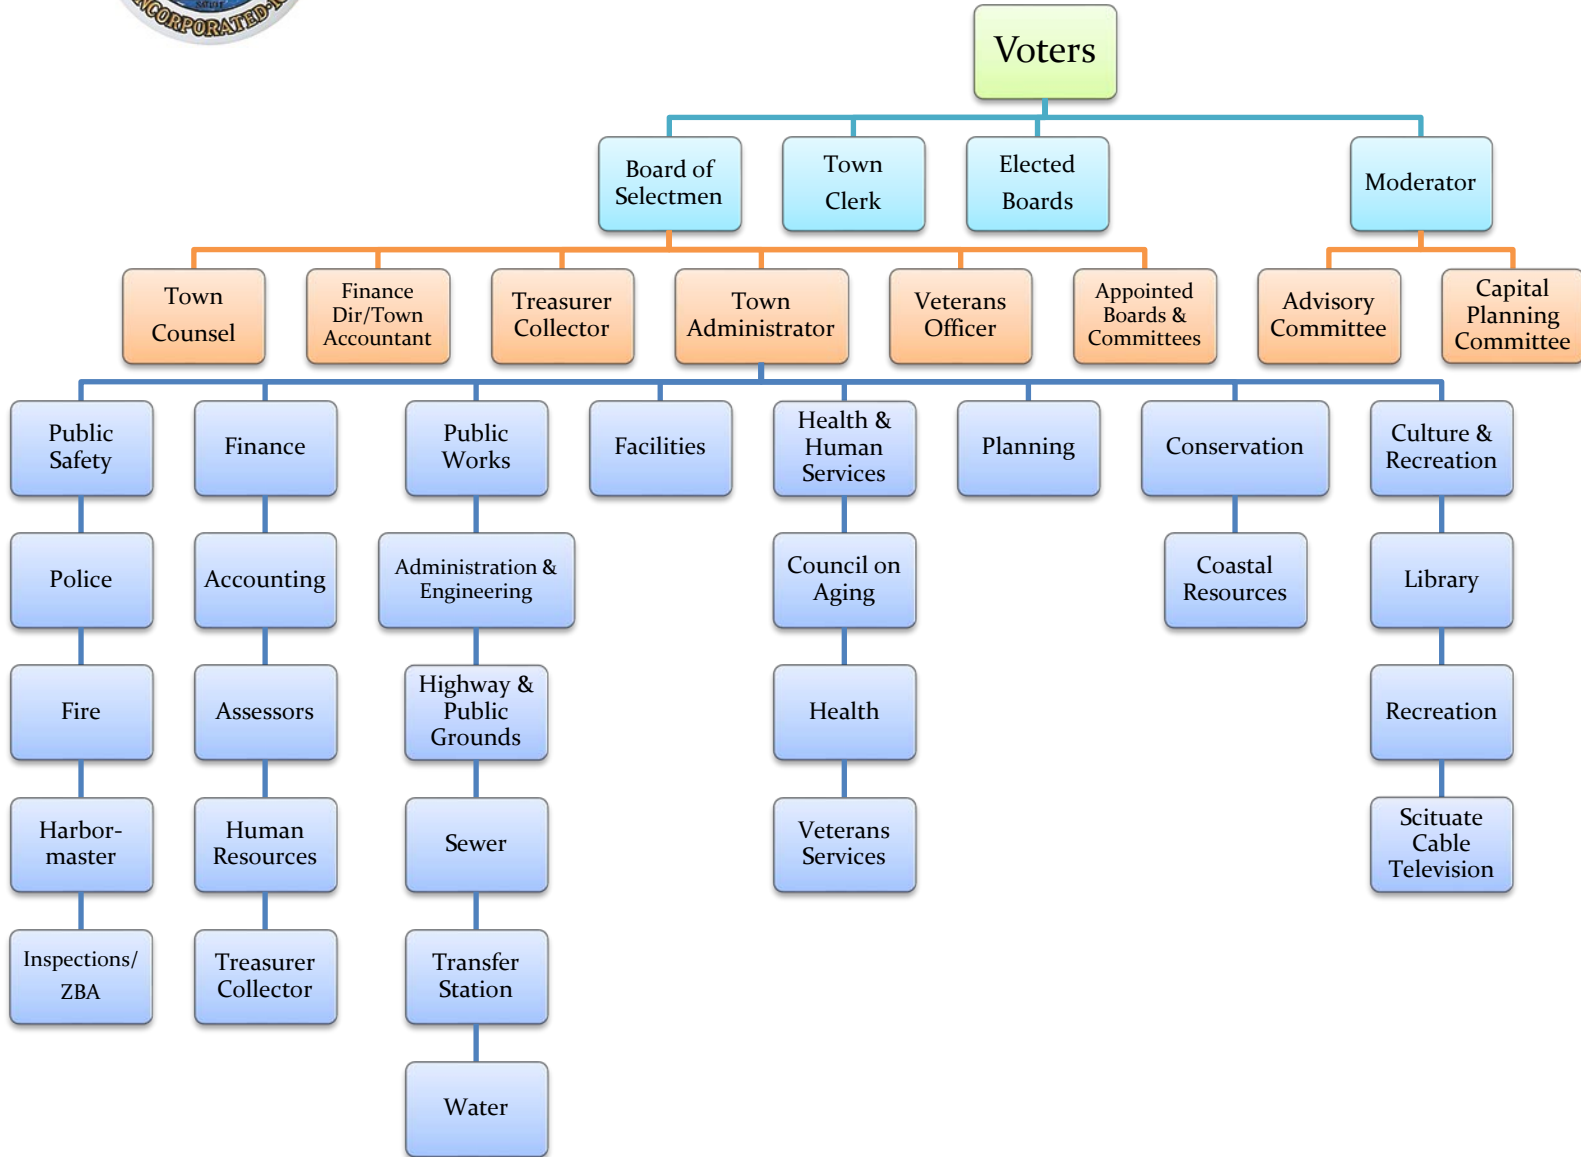 INCORPORATED
Voters
Board of
Selectmen
Town
Clerk
Elected
Boards
Moderator
Town
Counsel
Finance
Dir/Town
Accountant
Treasurer
Collector
Town
Administrator
Veterans
Officer
Appointed
Boards &
Committees
Advisory
Committee
Capital
Planning
Committee
Public
Safety
Finance
Public
Works
Facilities
Health &
Human
Services
Planning
Conservation
Culture &
Recreation
Police
Accounting
Administration &
Engineering
Council on
Aging
Coastal
Resources
Library
Fire
Assessors
Highway &
Public
Grounds
Health
Recreation
Harbor-
master
Human
Resources
Sewer
Veterans
Services
Scituate
Cable
Television
Inspections/
ZBA
Treasurer
Collector
Transfer
Station
Water